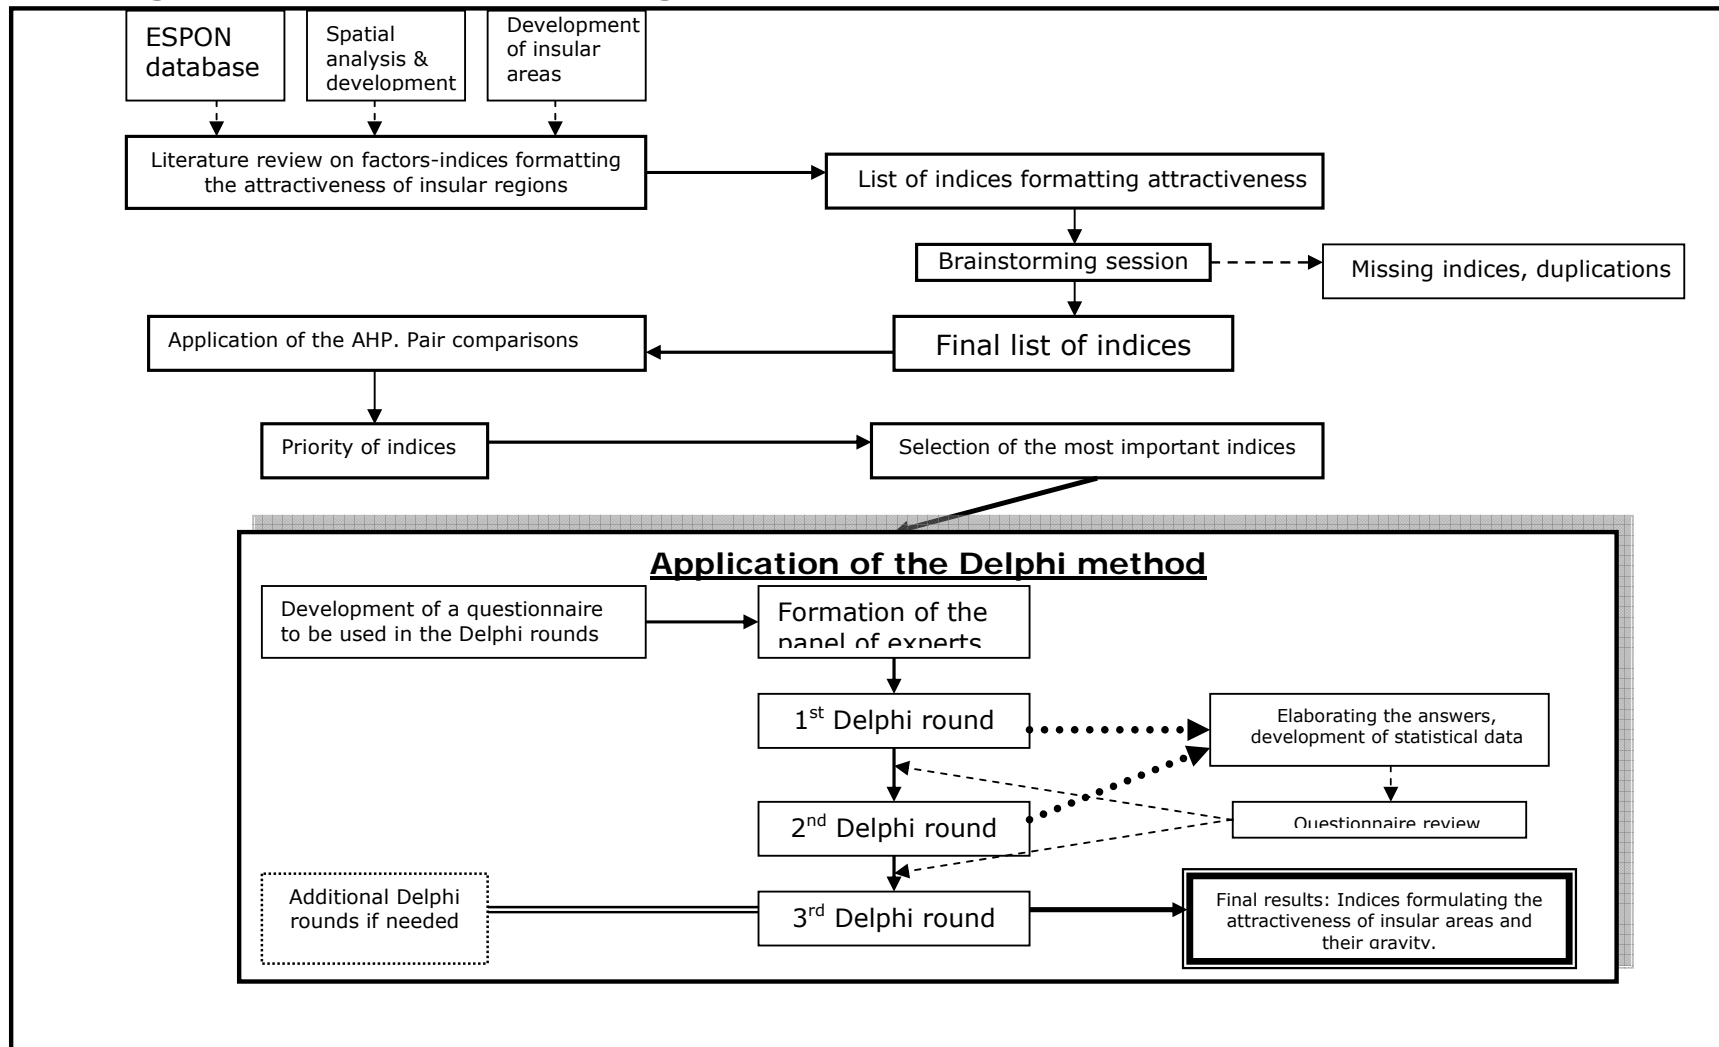 ESPON
database
Spatial
analysis &
development
Development
of insular
areas
Literature review on factors-indices formatting
the attractiveness of insular regions
List of indices formatting attractiveness
Brainstorming session
Missing indices, duplications
Application of the AHP. Pair comparisons
Final list of indices
Priority of indices
Selection of the most important indices
Application of the Delphi method
Development of a questionnaire
to be used in the Delphi rounds
Formation of the
panel of experts
1st Delphi round
Elaborating the answers,
development of statistical data
2nd Delphi round
Questionnaire review
Additional Delphi
rounds if needed
3rd Delphi round
Final results: Indices formulating the
attractiveness of insular areas and
their gravity.